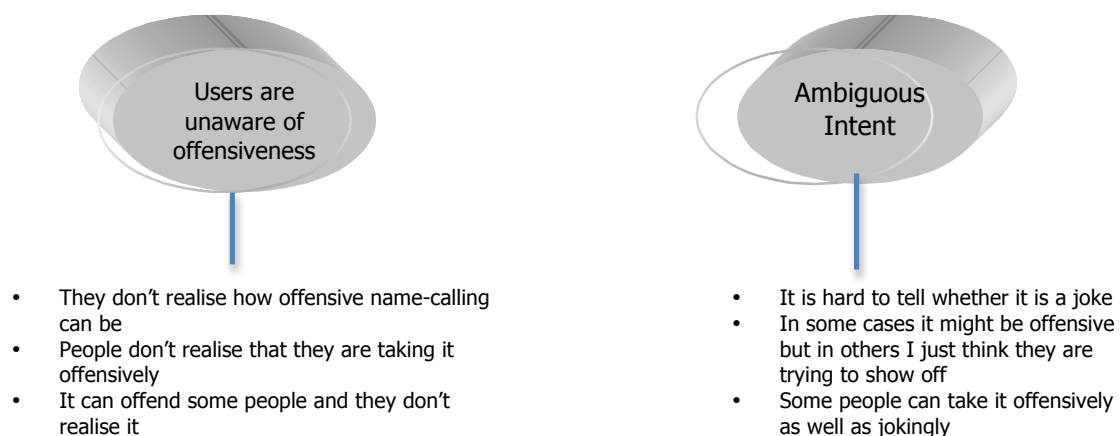 Users are
unaware of
offensiveness
• They don’t realise how offensive name-calling
can be
• People don’t realise that they are taking it
offensively
• It can offend some people and they don’t
realise it
Ambiguous
Intent
• It is hard to tell whether it is a joke
• In some cases it might be offensive
but in others I just think they are
trying to show off
• Some people can take it offensively
as well as jokingly